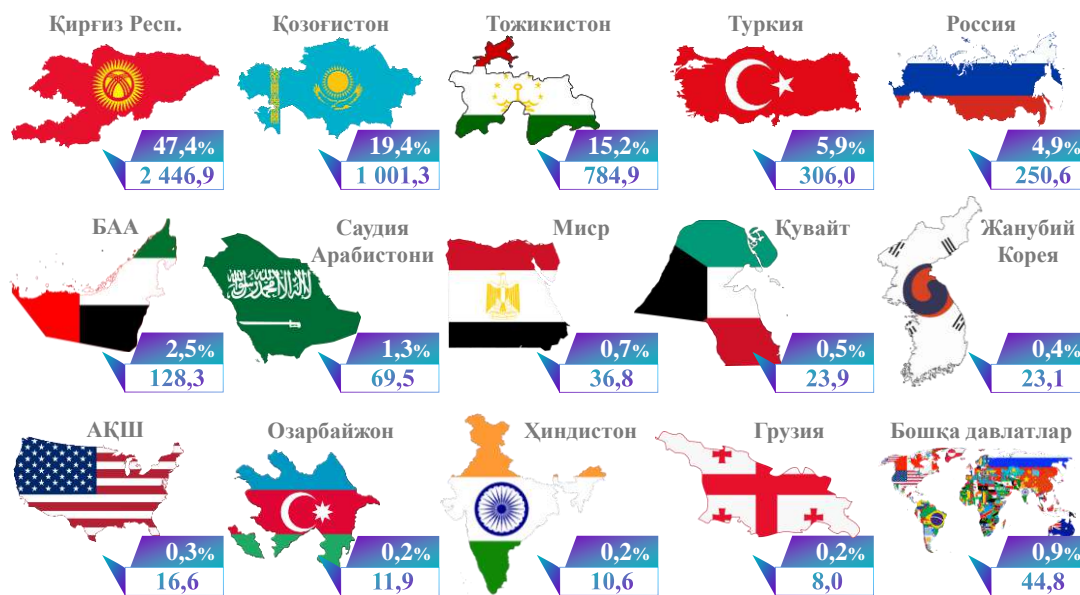 Қирғиз Респ.
Қозоғистон
Тожикистон
Туркия
Россия
47,4%
2 446,9
19,4%
1 001,3
15,2%
784,9
5,9%
306,0
4,9%
250,6
БАА
Саудия
Арабистони
Миср
Қувайт
Жанубий
Корея
2,5%
128,3
1,3%
69,5
0,7%
36,8
0,5%
23,9
0,4%
23,1
АҚШ
Озарбайжон
Ҳиндистон
Грузия
Бошқа давлатлар
0,3%
16,6
0,2%
11,9
0,2%
10,6
0,2%
8,0
0,9%
44,8